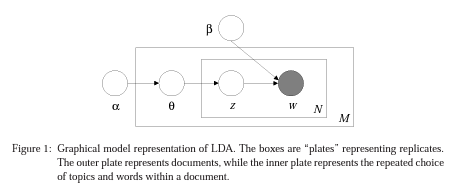 β
α
θ
z
w
N
M
Figure 1: Graphical model representation of LDA. The boxes are “plates” representing replicates.
The outer plate represents documents, while the inner plate represents the repeated choice
of topics and words within a document.